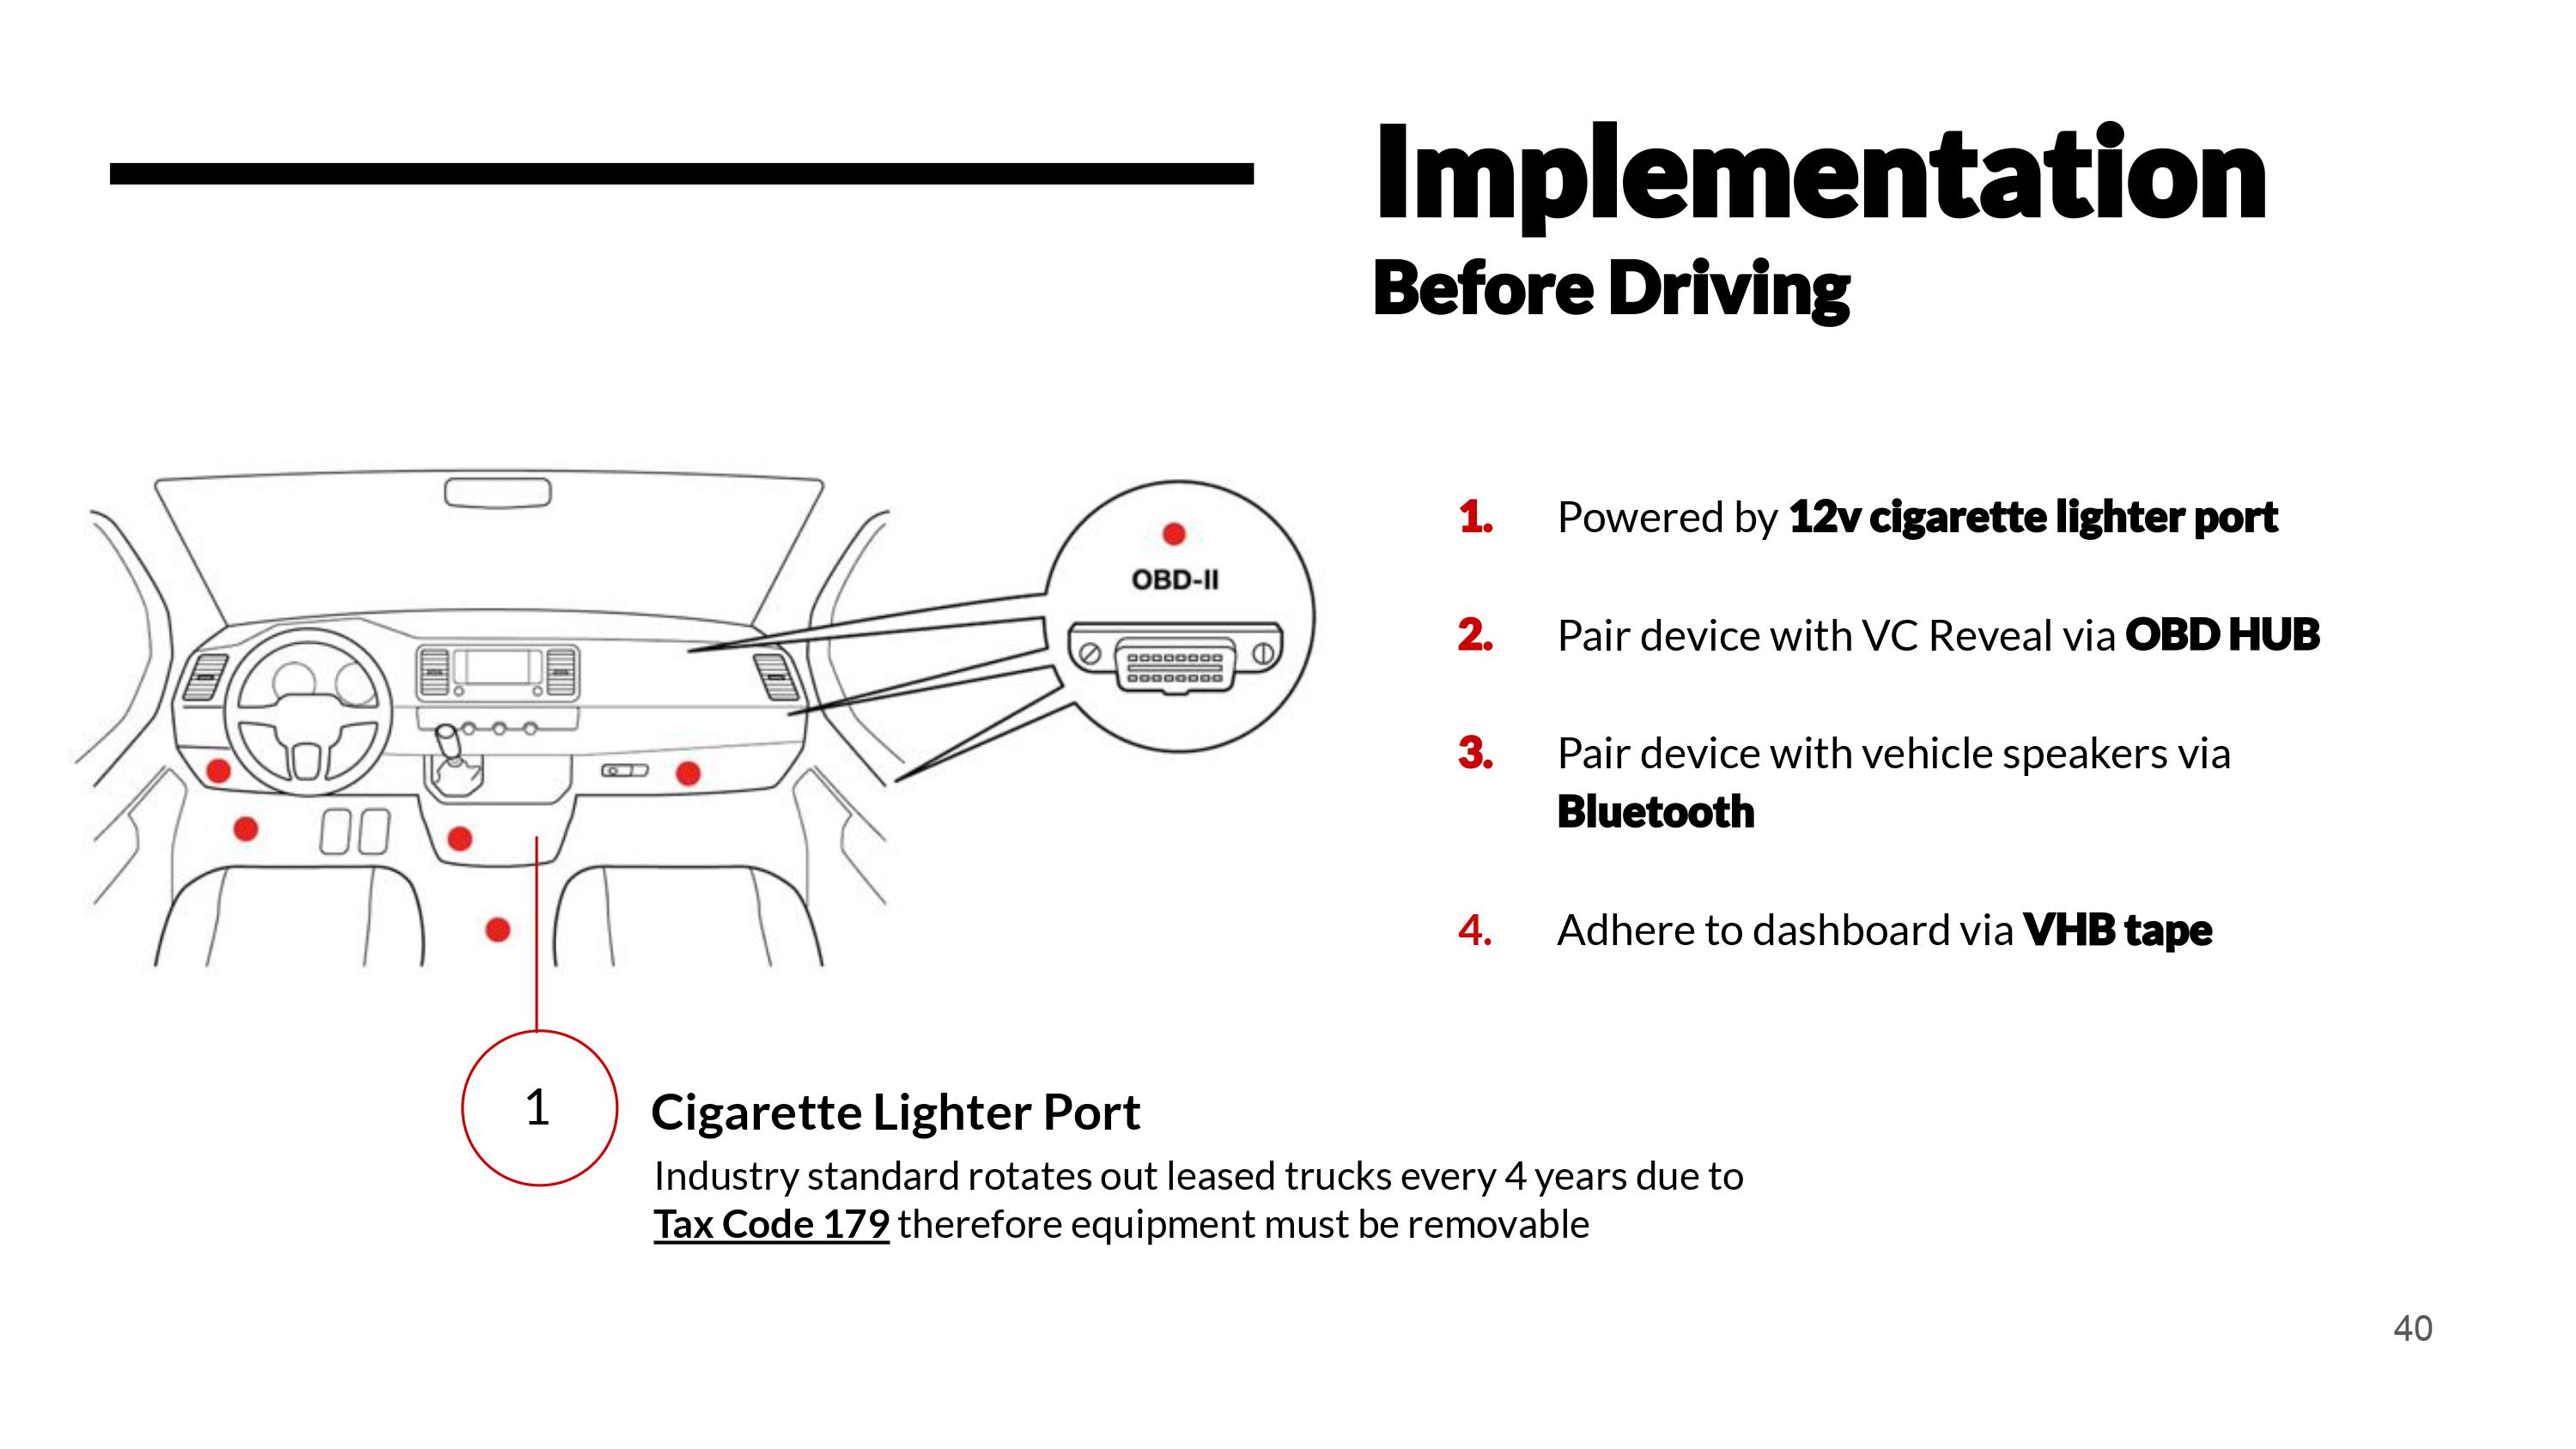 Implementation
Before Driving
OBD-II
1. Powered by 12v cigarette lighter port
2. Pair device with VC Reveal via OBD HUB
3. Pair device with vehicle speakers via
Bluetooth
4. Adhere to dashboard via VHB tape
1
Cigarette Lighter Port
Industry standard rotates out leased trucks every 4 years due to
Tax Code 179 therefore equipment must be removable
40